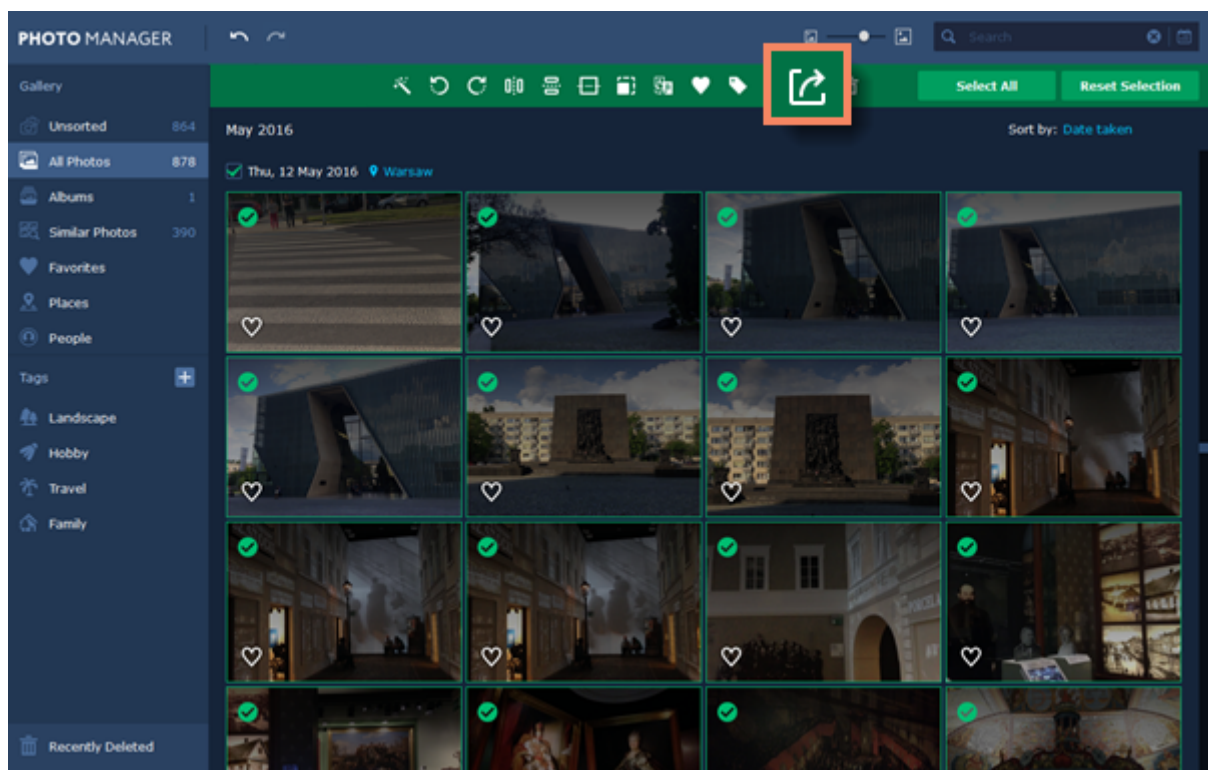 PHOTO MANAGER
Search
Gallery
Select All
Reset Selection
Unsorted 864
May 2016
Sort by: Date taken
All Photos 878
Thu, 12 May 2016 Warsaw
Albums 1
Similar Photos 390
Favorites
Places
People
Tags
Landscape
Hobby
Travel
Family
Recently Deleted